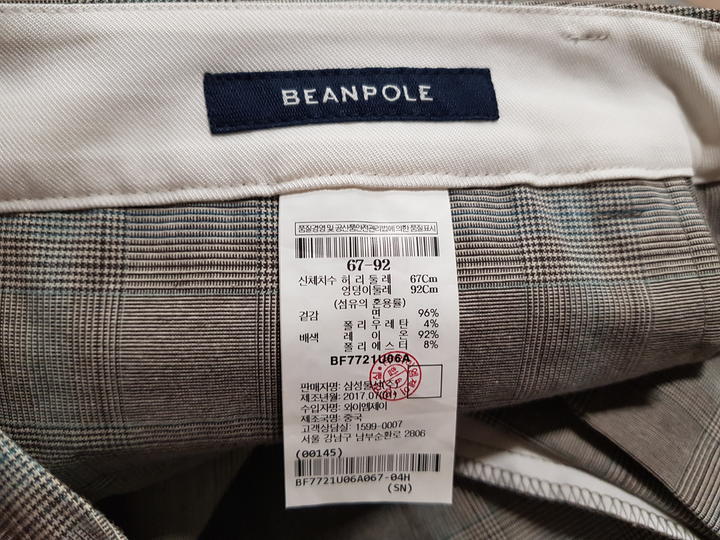 BEANPOLE
품질경영 및 공산품안전관리법에 의한 품질표시
67-92
신체치수 허 리 둘 레 67Cm
엉덩이둘레 92Cm
(섬유의 혼용률)
겉감 면 96%
폴 리 우 레 탄 4%
배색 레 이 온 92%
폴 리 에 스 터 8%
BF7721U06A
판매자명: 삼성물산(주)
제조년월: 2017.07
수입자명: 와이엠제이
제조국명: 중국
고객상담실: 1599-0007
서울 강남구 남부순환로 2806
(00145)
BF7721U06A067-04H
(SN)